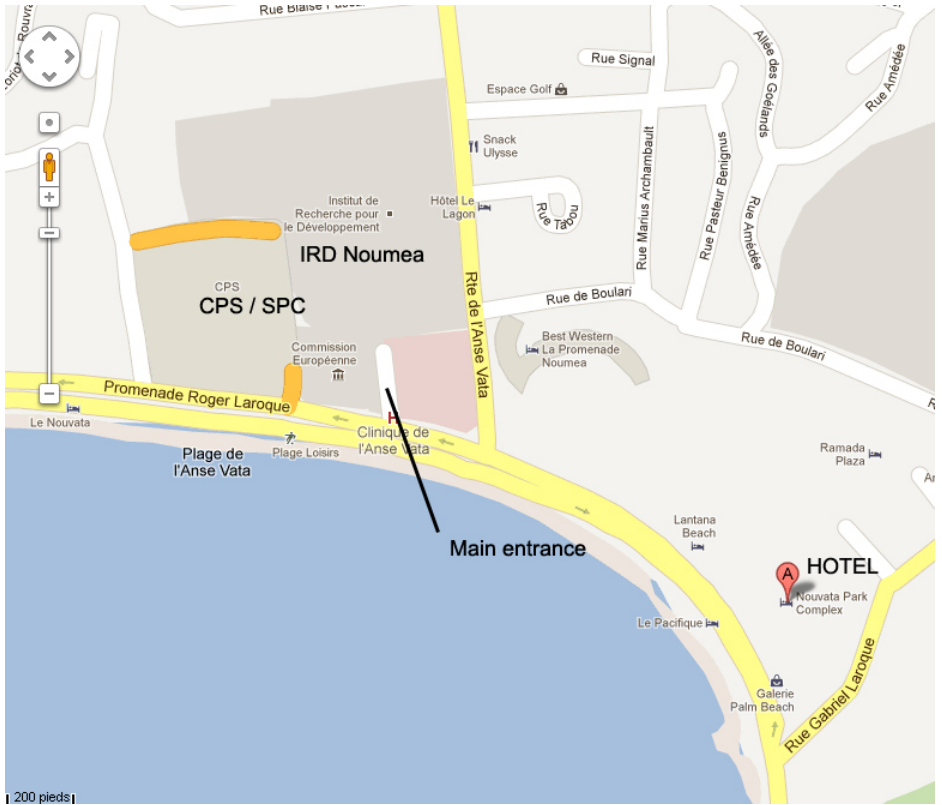 Rue Blaise Pascal
Loriot
Rouvra
Rue Signal
Allée des Goélands
Rue Amédée
Espace Golf
Snack
Ulysse
Rue Marius Archambault
Rue Pasteur Benignus
Institut de
Recherche pour
le Développement
Hôtel Le
Lagon
Rue Taqou
Rue Amédée
IRD Noumea
CPS
CPS / SPC
Rte de l'Anse Vata
Rue de Boulari
Rue de Boulari
Commission
Européenne
Best Western
La Promenade
Noumea
Promenade Roger Laroque
Le Nouvata
H
Clinique de
l'Anse Vata
Plage Loisirs
Plage de
l'Anse Vata
Ramada
Plaza
Main entrance
Lantana
Beach
A
HOTEL
Nouvata Park
Complex
Le Pacifique
Galerie
Palm Beach
Rue Gabriel Laroque
200 pieds